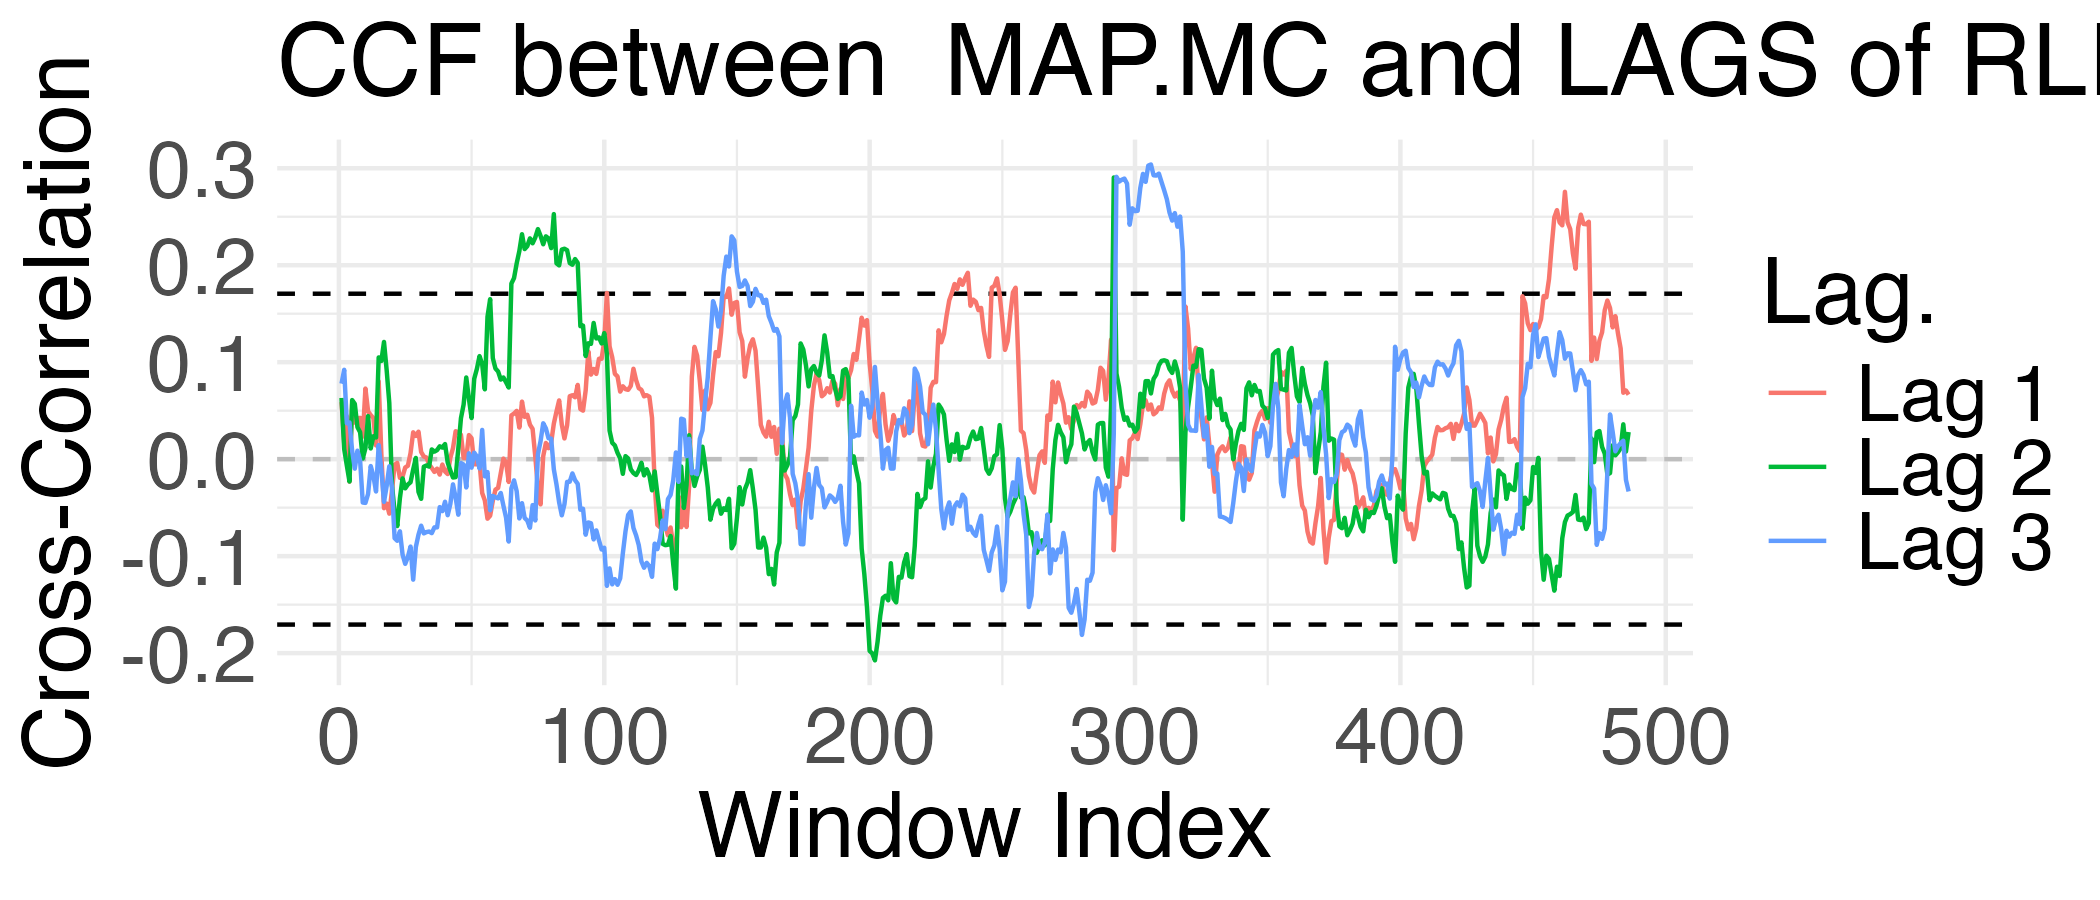 CCF between MAP.MC and LAGS of
Cross-Correlation
0.3
0.2
0.1
0.0
-0.1
-0.2
0
100
200
300
400
500
Window Index
Lag.
Lag 1
Lag 2
Lag 3